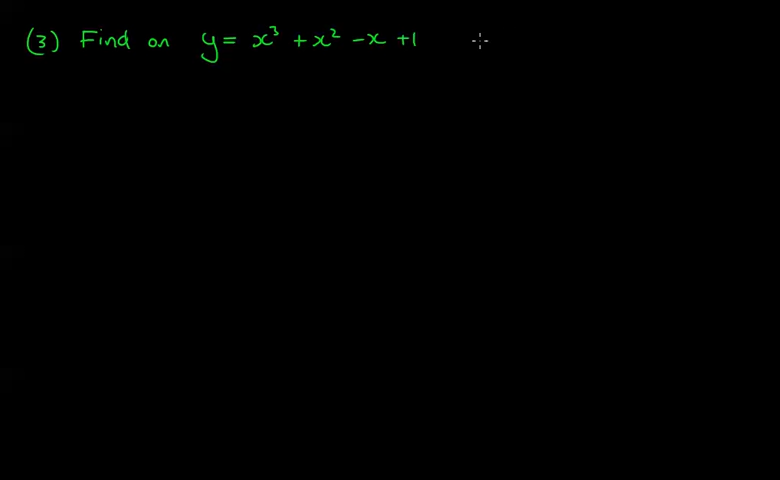 (3) Find on y = x³ + x² - x + 1